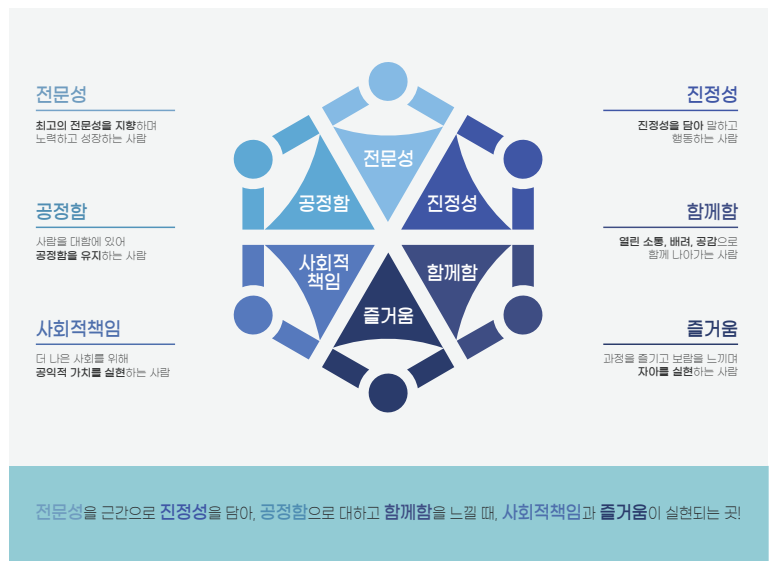 전문성
최고의 전문성을 지향하며
노력하고 성장하는 사람
공정함
사람을 대함에 있어
공정함을 유지하는 사람
사회적책임
더 나은 사회를 위해
공익적 가치를 실현하는 사람
전문성
공정함
진정성
사회적
책임
함께함
즐거움
진정성
진정성을 담아 말하고
행동하는 사람
함께함
열린 소통, 배려, 공감으로
함께 나아가는 사람
즐거움
과정을 즐기고 보람을 느끼며
자아를 실현하는 사람
전문성을 근간으로 진정성을 담아, 공정함으로 대하고 함께함을 느낄 때, 사회적책임과 즐거움이 실현되는 곳!